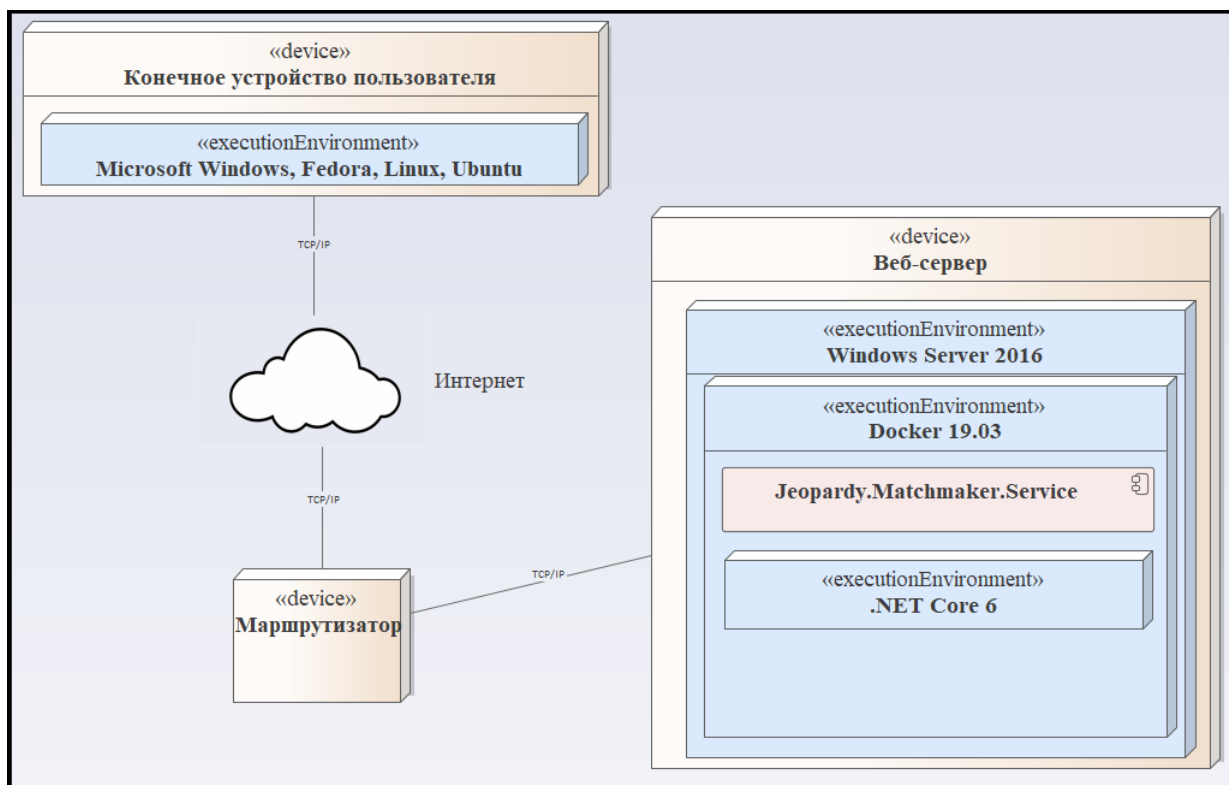 «device»
Конечное устройство пользователя
«executionEnvironment»
Microsoft Windows, Fedora, Linux, Ubuntu
TCP/IP
Интернет
TCP/IP
«device»
Маршрутизатор
TCP/IP
«device»
Веб-сервер
«executionEnvironment»
Windows Server 2016
«executionEnvironment»
Docker 19.03
Jeopardy.Matchmaker.Service
«executionEnvironment»
.NET Core 6